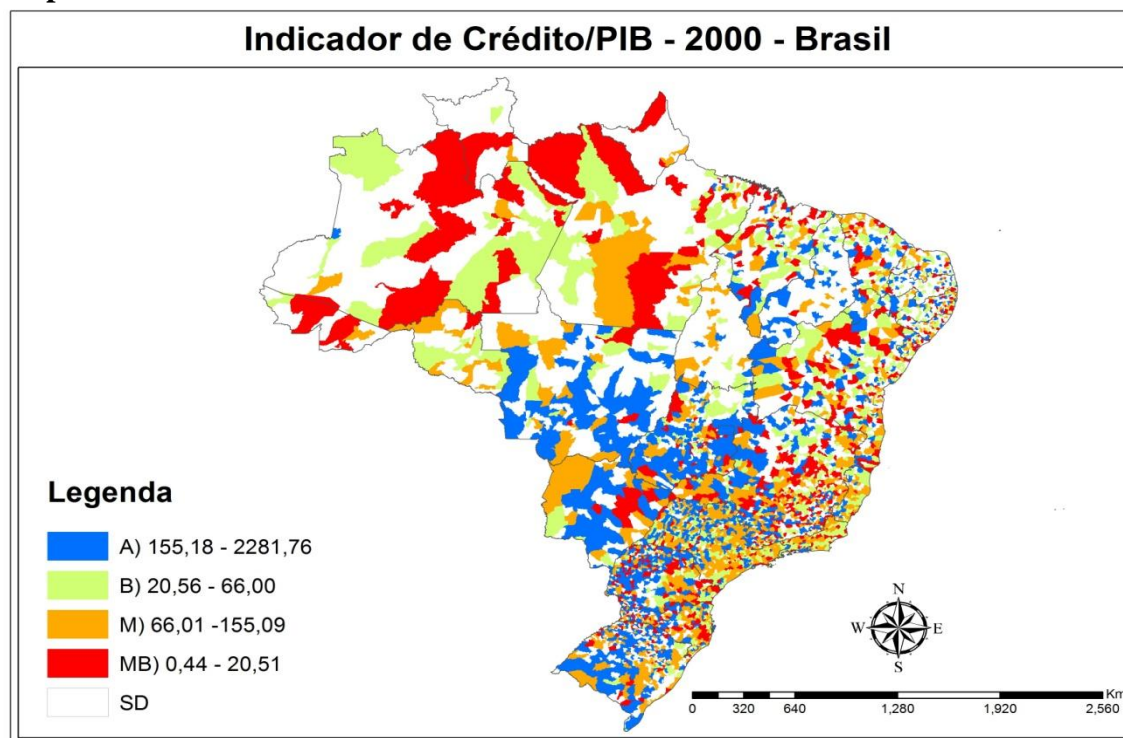 Indicador de Crédito/PIB - 2000 - Brasil
Legenda
A) 155,18 - 2281,76
B) 20,56 - 66,00
M) 66,01 -155,09
MB) 0,44 - 20,51
SD
N
W E
S
Km
0 320 640 1,280 1,920 2,560